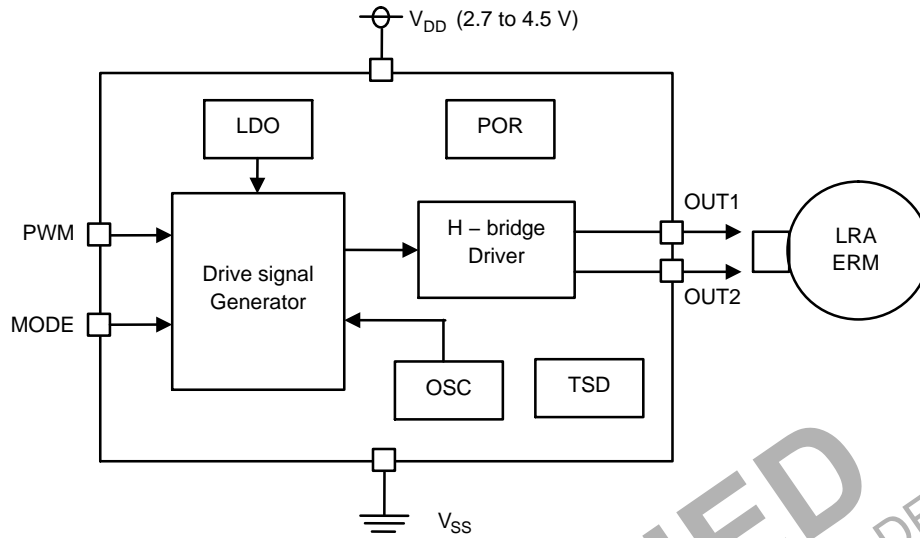 V_DD (2.7 to 4.5 V)
LDO
POR
PWM
MODE
Drive signal
Generator
H – bridge
Driver
OUT1
OUT2
LRA
ERM
OSC
TSD
V_SS